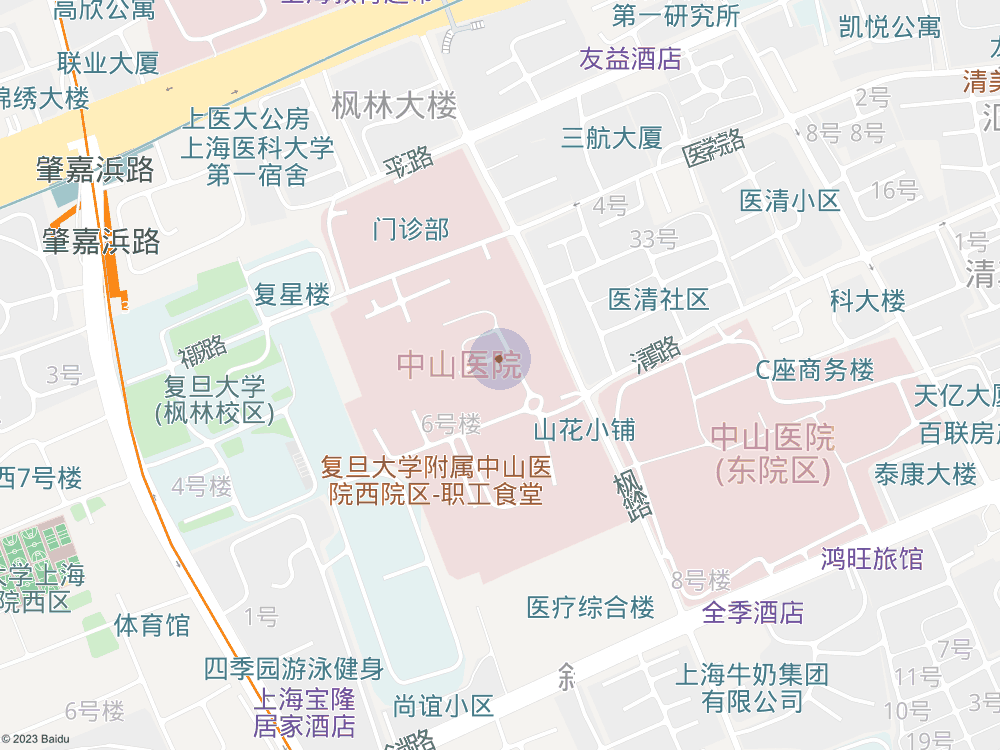 高欣公寓
第一研究所
凯悦公寓
联业大厦
友益酒店
清美
锦绣大楼
枫林大楼
2号
上医大公房
三航大厦
8号
8号
上海医科大学
第一宿舍
平江路
医学院路
肇嘉浜路
16号
医清小区
4号
门诊部
33号
1号
肇嘉浜路
复星楼
医清社区
科大楼
清真路
中山医院
C座商务楼
3号
复旦大学
(枫林校区)
天亿大厦
6号楼
山花小铺
中山医院
(东院区)
百联房产
西7号楼
4号楼
复旦大学附属中山医
院西院区-职工食堂
泰康大楼
枫林路
鸿旺旅馆
大学上海
院西区
8号楼
1号
体育馆
医疗综合楼
全季酒店
7号
四季园游泳健身
斜
上海牛奶集团
有限公司
11号
上海宝隆
居家酒店
尚谊小区
6号楼
10号
3号
19号
© 2023 Baidu